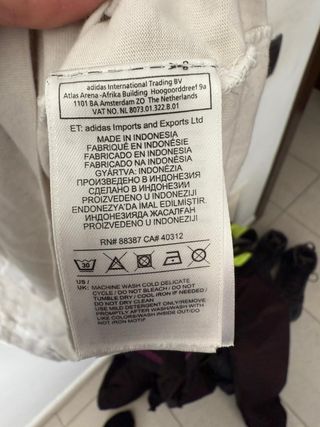 adidas International Trading BV
Atlas Arena -Afrika Building Hoogoorddreef 9a
1101 BA Amsterdam ZO The Netherlands
VAT NO. NL 8073.01.322.B.01
ET: adidas Imports and Exports Ltd
MADE IN INDONESIA
FABRIQUÉ EN INDONÉSIE
FABRICADO EN INDONESIA
FABRICADO NA INDONÉSIA
GYÁRTVA: INDONÉZIA
ПРОИЗВЕДЕНО В ИНДОНЕЗИЯ
СДЕЛАНО В ИНДОНЕЗИИ
PROIZVEDENO U INDONEZIJI
ENDONEZYA'DA IMAL EDILMIŞTIR
ИНДОНЕЗИЯДА ЖАСАЛҒАН
PROIZVEDENO U INDONEZIJI
RN# 88387 CA# 40312
30
US /
UK: MACHINE WASH COLD DELICATE
CYCLE / DO NOT BLEACH / DO NOT
TUMBLE DRY / COOL IRON IF NEEDED /
DO NOT DRY CLEAN
USE MILD DETERGENT ONLY/REMOVE
PROMPTLY AFTER WASH/WASH WITH
LIKE COLORS/WASH INSIDE OUT/DO
NOT IRON MOTIF